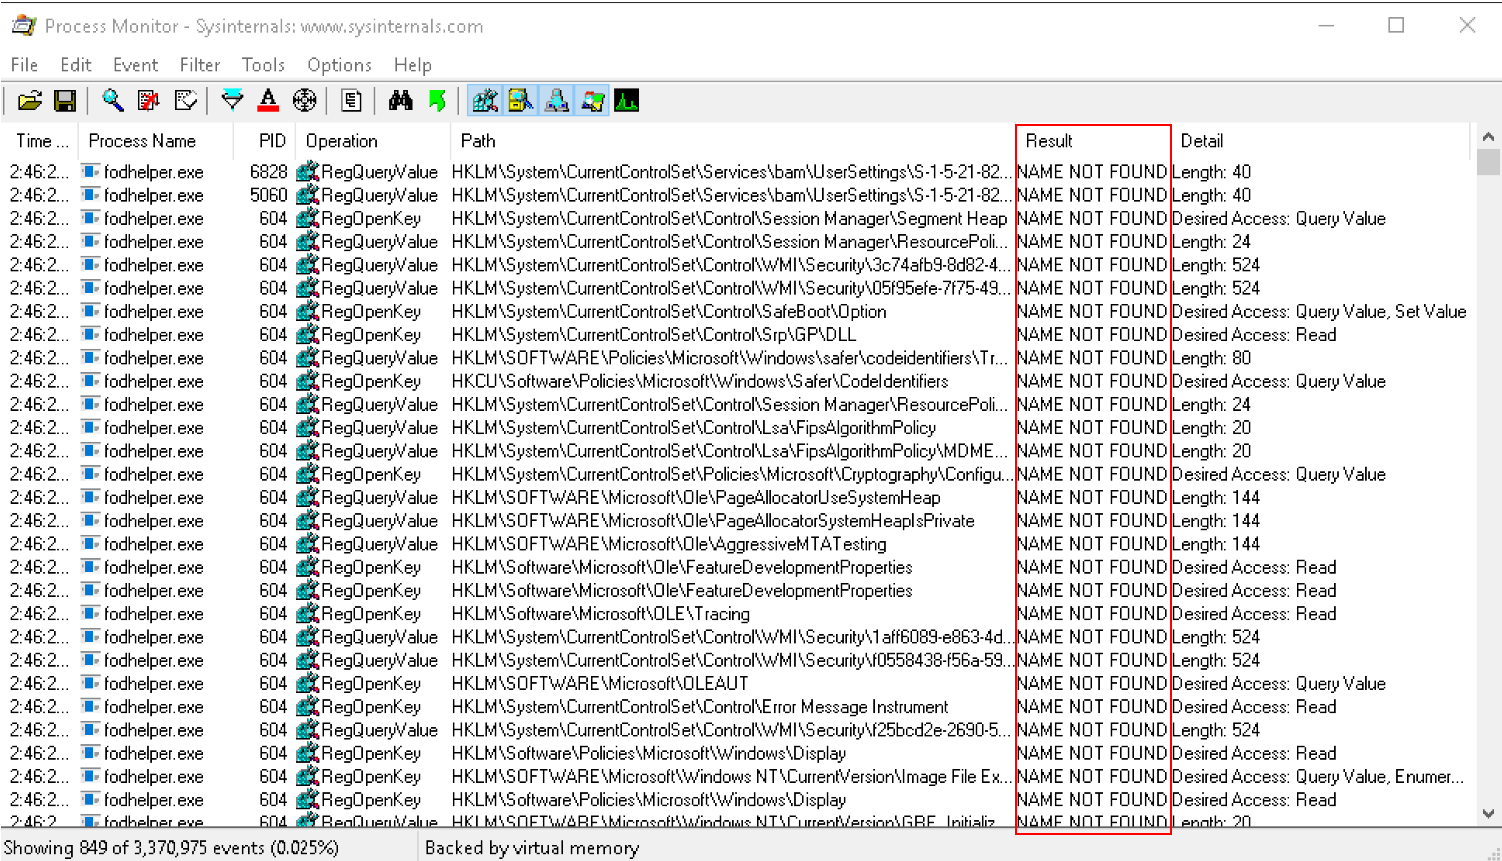 Process Monitor - Sysinternals: www.sysinternals.com
File Edit Event Filter Tools Options Help
Time ... Process Name PID Operation Path Result Detail
2:46:2... fodhelper.exe 6828 RegQueryValue HKLM\System\CurrentControlSet\Services\bam\UserSettings\S-1-5-21-82... NAME NOT FOUND Length: 40
2:46:2... fodhelper.exe 5060 RegQueryValue HKLM\System\CurrentControlSet\Services\bam\UserSettings\S-1-5-21-82... NAME NOT FOUND Length: 40
2:46:2... fodhelper.exe 604 RegOpenKey HKLM\System\CurrentControlSet\Control\Session Manager\Segment Heap NAME NOT FOUND Desired Access: Query Value
2:46:2... fodhelper.exe 604 RegQueryValue HKLM\System\CurrentControlSet\Control\Session Manager\ResourcePoli... NAME NOT FOUND Length: 24
2:46:2... fodhelper.exe 604 RegQueryValue HKLM\System\CurrentControlSet\Control\WMI\Security\3c74afb9-8d82-4... NAME NOT FOUND Length: 524
2:46:2... fodhelper.exe 604 RegQueryValue HKLM\System\CurrentControlSet\Control\WMI\Security\05f95efe-7f75-49... NAME NOT FOUND Length: 524
2:46:2... fodhelper.exe 604 RegOpenKey HKLM\System\CurrentControlSet\Control\SafeBoot\Option NAME NOT FOUND Desired Access: Query Value, Set Value
2:46:2... fodhelper.exe 604 RegOpenKey HKLM\System\CurrentControlSet\Control\Srp\GP\DLL NAME NOT FOUND Desired Access: Read
2:46:2... fodhelper.exe 604 RegQueryValue HKLM\SOFTWARE\Policies\Microsoft\Windows\safer\codeidentifiers\Tr... NAME NOT FOUND Length: 80
2:46:2... fodhelper.exe 604 RegOpenKey HKCU\Software\Policies\Microsoft\Windows\Safer\CodeIdentifiers NAME NOT FOUND Desired Access: Query Value
2:46:2... fodhelper.exe 604 RegQueryValue HKLM\System\CurrentControlSet\Control\Session Manager\ResourcePoli... NAME NOT FOUND Length: 24
2:46:2... fodhelper.exe 604 RegQueryValue HKLM\System\CurrentControlSet\Control\Lsa\FipsAlgorithmPolicy NAME NOT FOUND Length: 20
2:46:2... fodhelper.exe 604 RegQueryValue HKLM\System\CurrentControlSet\Control\Lsa\FipsAlgorithmPolicy\MDME... NAME NOT FOUND Length: 20
2:46:2... fodhelper.exe 604 RegOpenKey HKLM\System\CurrentControlSet\Policies\Microsoft\Cryptography\Configu... NAME NOT FOUND Desired Access: Query Value
2:46:2... fodhelper.exe 604 RegQueryValue HKLM\SOFTWARE\Microsoft\Ole\PageAllocatorUseSystemHeap NAME NOT FOUND Length: 144
2:46:2... fodhelper.exe 604 RegQueryValue HKLM\SOFTWARE\Microsoft\Ole\PageAllocatorSystemHeapIsPrivate NAME NOT FOUND Length: 144
2:46:2... fodhelper.exe 604 RegQueryValue HKLM\SOFTWARE\Microsoft\Ole\AggressiveMTATesting NAME NOT FOUND Length: 144
2:46:2... fodhelper.exe 604 RegOpenKey HKLM\Software\Microsoft\Ole\FeatureDevelopmentProperties NAME NOT FOUND Desired Access: Read
2:46:2... fodhelper.exe 604 RegOpenKey HKLM\Software\Microsoft\Ole\FeatureDevelopmentProperties NAME NOT FOUND Desired Access: Read
2:46:2... fodhelper.exe 604 RegOpenKey HKLM\Software\Microsoft\OLE\Tracing NAME NOT FOUND Desired Access: Read
2:46:2... fodhelper.exe 604 RegQueryValue HKLM\System\CurrentControlSet\Control\WMI\Security\1aff6089-e863-4d... NAME NOT FOUND Length: 524
2:46:2... fodhelper.exe 604 RegQueryValue HKLM\System\CurrentControlSet\Control\WMI\Security\f0558438-f56a-59... NAME NOT FOUND Length: 524
2:46:2... fodhelper.exe 604 RegOpenKey HKLM\SOFTWARE\Microsoft\OLEAUT NAME NOT FOUND Desired Access: Query Value
2:46:2... fodhelper.exe 604 RegOpenKey HKLM\System\CurrentControlSet\Control\Error Message Instrument NAME NOT FOUND Desired Access: Read
2:46:2... fodhelper.exe 604 RegQueryValue HKLM\System\CurrentControlSet\Control\WMI\Security\f25bcd2e-2690-5... NAME NOT FOUND Length: 524
2:46:2... fodhelper.exe 604 RegOpenKey HKLM\Software\Policies\Microsoft\Windows\Display NAME NOT FOUND Desired Access: Read
2:46:2... fodhelper.exe 604 RegOpenKey HKLM\SOFTWARE\Microsoft\Windows NT\CurrentVersion\Image File Ex... NAME NOT FOUND Desired Access: Query Value, Enumer...
2:46:2... fodhelper.exe 604 RegOpenKey HKLM\Software\Policies\Microsoft\Windows\Display NAME NOT FOUND Desired Access: Read
2:46:2... fodhelper.exe 604 RegQueryValue HKLM\SOFTWARE\Microsoft\Windows NT\CurrentVersion\GRE_Initializ... NAME NOT FOUND Length: 20
Showing 849 of 3,370,975 events (0.025%) Backed by virtual memory